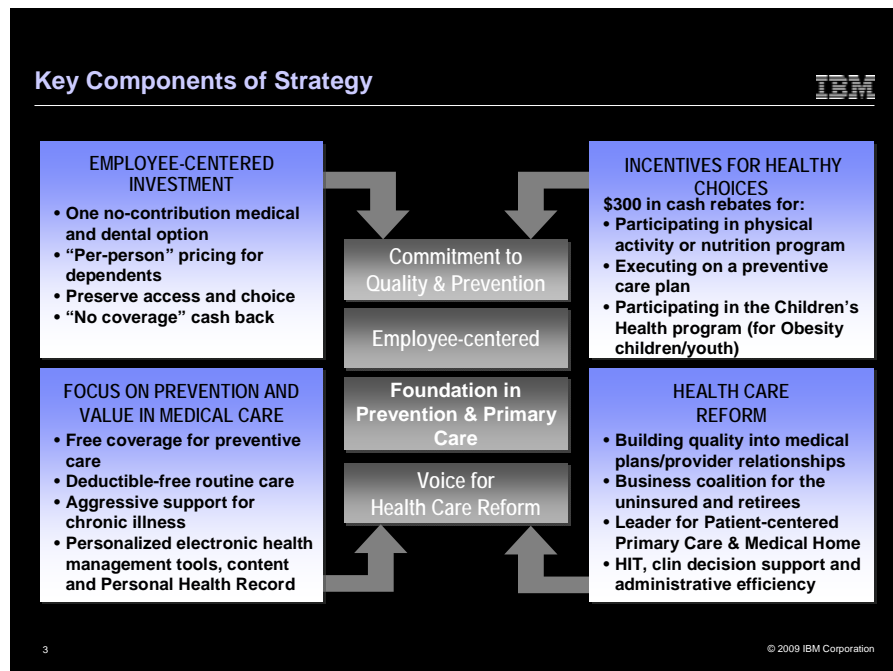 Key Components of Strategy
IBM
EMPLOYEE-CENTERED
INVESTMENT
• One no-contribution medical
and dental option
• “Per-person” pricing for
dependents
• Preserve access and choice
• “No coverage” cash back
INCENTIVES FOR HEALTHY
CHOICES
$300 in cash rebates for:
• Participating in physical
activity or nutrition program
• Executing on a preventive
care plan
• Participating in the Children’s
Health program (for Obesity
children/youth)
Commitment to
Quality & Prevention
Employee-centered
Foundation in
Prevention & Primary
Care
Voice for
Health Care Reform
FOCUS ON PREVENTION AND
VALUE IN MEDICAL CARE
• Free coverage for preventive
care
• Deductible-free routine care
• Aggressive support for
chronic illness
• Personalized electronic health
management tools, content
and Personal Health Record
HEALTH CARE
REFORM
• Building quality into medical
plans/provider relationships
• Business coalition for the
uninsured and retirees
• Leader for Patient-centered
Primary Care & Medical Home
• HIT, clin decision support and
administrative efficiency
3
© 2009 IBM Corporation